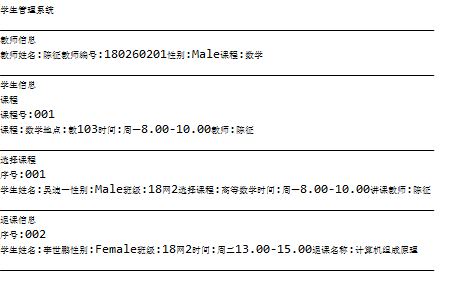 学生管理系统
教师信息
教师姓名:陈征教师编号:180260201性别:Male课程:数学
学生信息
课程
课程号:001
课程:数学地点:教103时间:周一8.00-10.00教师:陈征
选择课程
序号:001
学生姓名:吴逵一性别:Male班级:18网2选择课程:高等数学时间:周一8.00-10.00讲课教师:陈征
退课信息
序号:002
学生姓名:李世鹏性别:Female班级:18网2时间:周二13.00-15.00退课名称:计算机组成原理